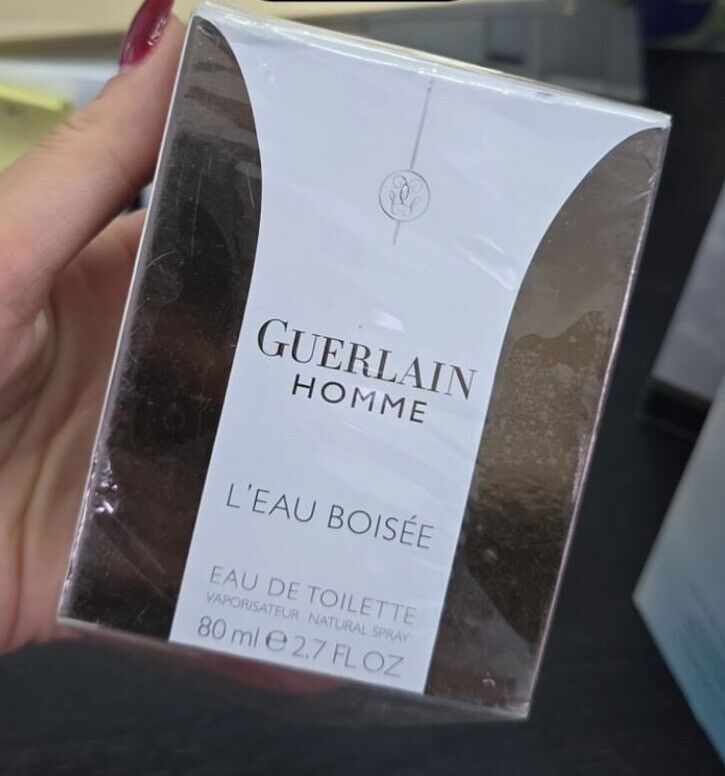 GUERLAIN
HOMME
L'EAU BOISÉE
EAU DE TOILETTE
VAPORISATEUR . NATURAL SPRAY
80 ml ℮ 2.7 FL OZ